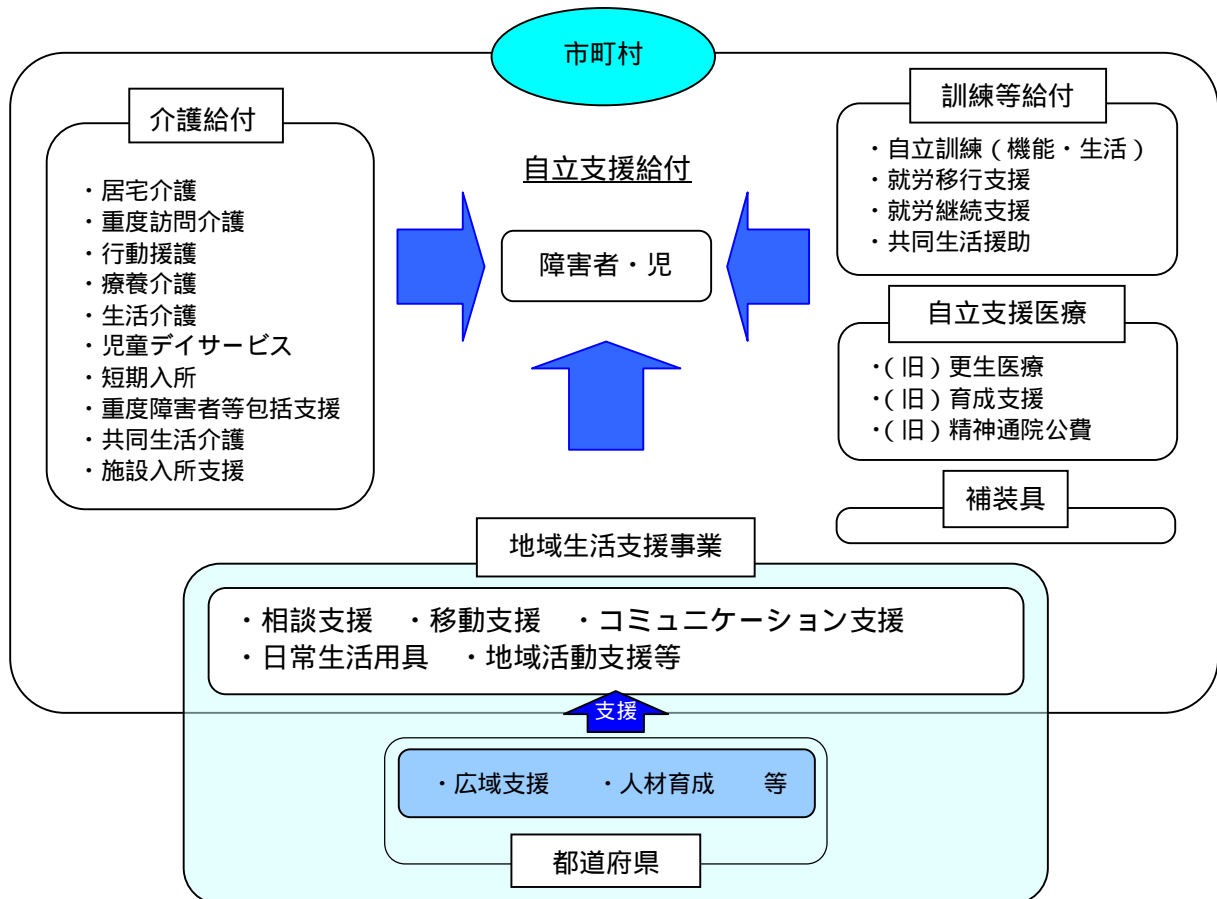 市町村
介護給付
・居宅介護
・重度訪問介護
・行動援護
・療養介護
・生活介護
・児童デイサービス
・短期入所
・重度障害者等包括支援
・共同生活介護
・施設入所支援
自立支援給付
障害者・児
訓練等給付
・自立訓練(機能・生活)
・就労移行支援
・就労継続支援
・共同生活援助
自立支援医療
・(旧)更生医療
・(旧)育成支援
・(旧)精神通院公費
補装具
地域生活支援事業
・相談支援 ・移動支援 ・コミュニケーション支援
・日常生活用具 ・地域活動支援等
支援
・広域支援 ・人材育成 等
都道府県